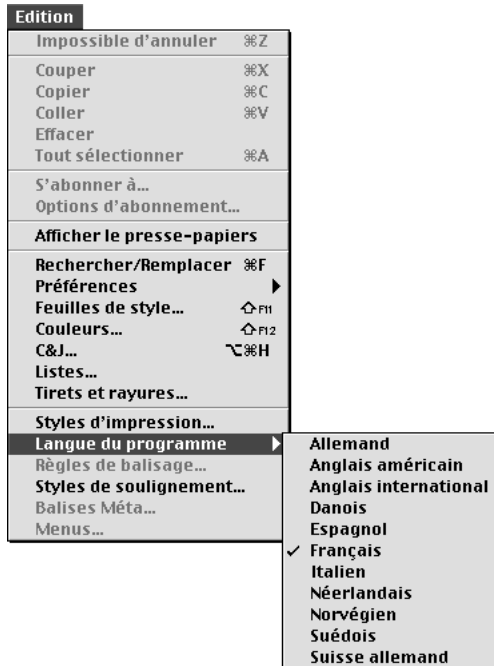 Edition
Impossible d'annuler ⌘Z
Couper ⌘X
Copier ⌘C
Coller ⌘V
Effacer
Tout sélectionner ⌘A
S'abonner à...
Options d'abonnement...
Afficher le presse-papiers
Rechercher/Remplacer ⌘F
Préférences
Feuilles de style... ⇧F11
Couleurs... ⇧F12
C&J... ⌥⌘H
Listes...
Tirets et rayures...
Styles d'impression...
Langue du programme
Règles de balisage...
Styles de soulignement...
Balises Méta...
Menus...
Allemand
Anglais américain
Anglais international
Danois
Espagnol
✓ Français
Italien
Néerlandais
Norvégien
Suédois
Suisse allemand